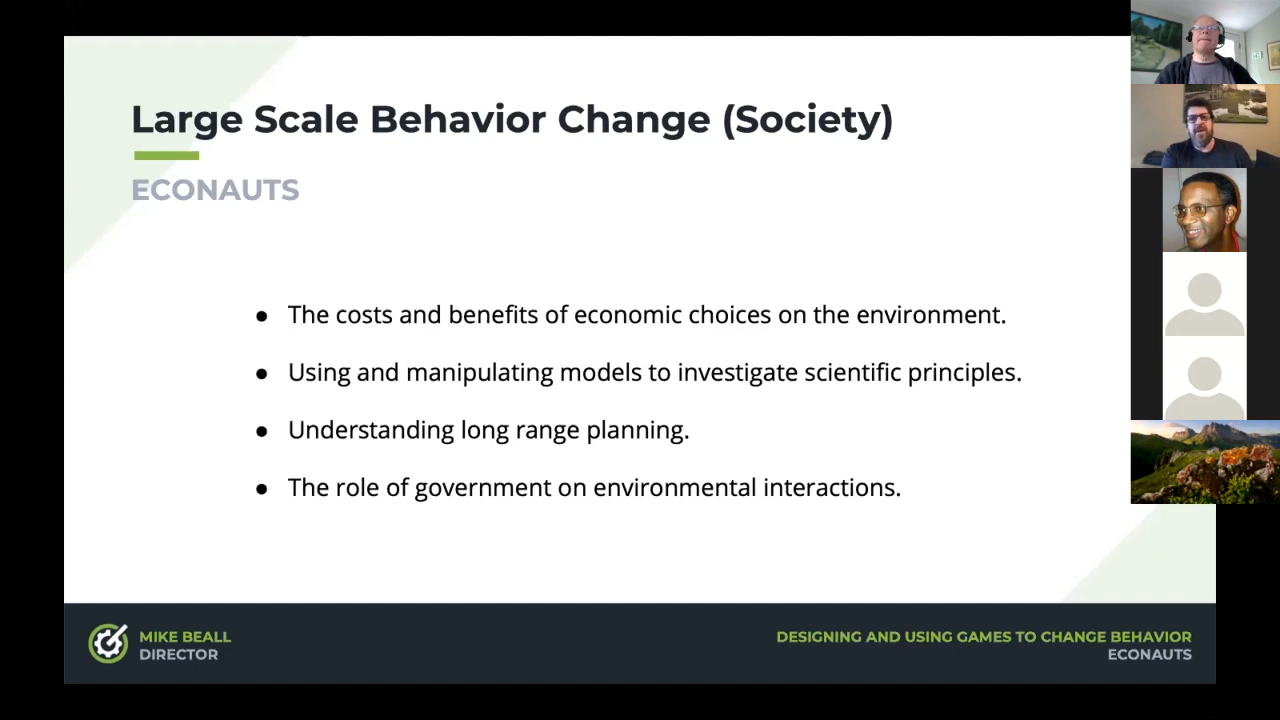 Large Scale Behavior Change (Society)
ECONAUTS
● The costs and benefits of economic choices on the environment.
● Using and manipulating models to investigate scientific principles.
● Understanding long range planning.
● The role of government on environmental interactions.
MIKE BEALL
DIRECTOR
DESIGNING AND USING GAMES TO CHANGE BEHAVIOR
ECONAUTS